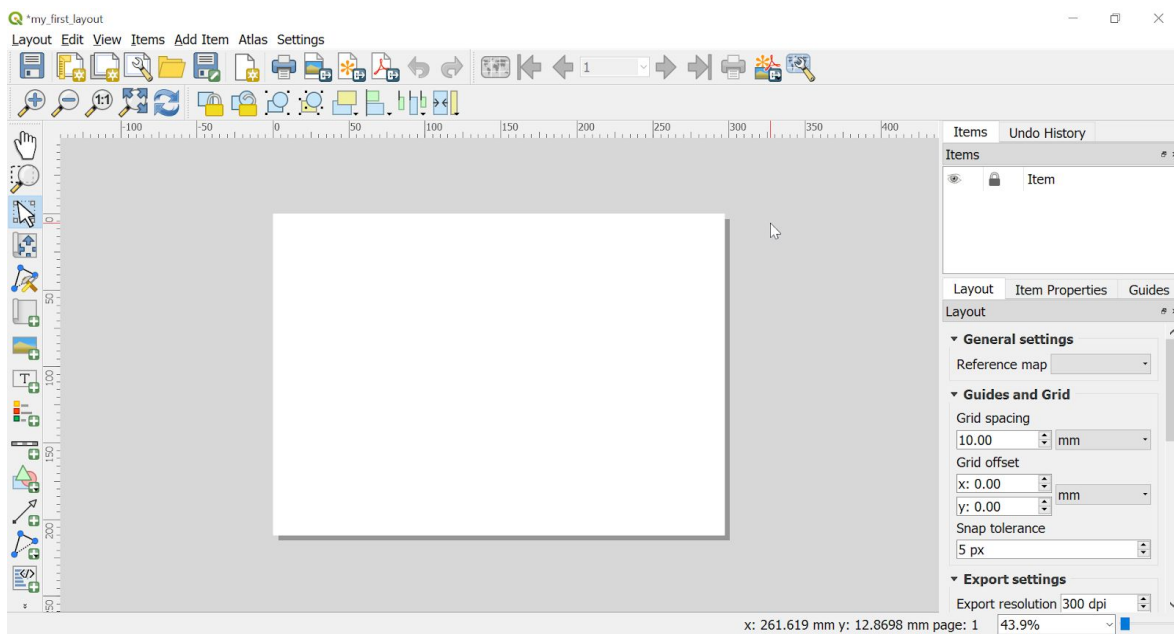 *my_first_layout
Layout Edit View Items Add Item Atlas Settings
1
1:1
-100 -50 0 50 100 150 200 250 300 350 400
0
50
100
150
200
250
T
</>
Items Undo History
Items
Item
Layout Item Properties Guides
Layout
General settings
Reference map
Guides and Grid
Grid spacing
10.00 mm
Grid offset
x: 0.00
mm
y: 0.00
Snap tolerance
5 px
Export settings
Export resolution 300 dpi
x: 261.619 mm y: 12.8698 mm page: 1 43.9%